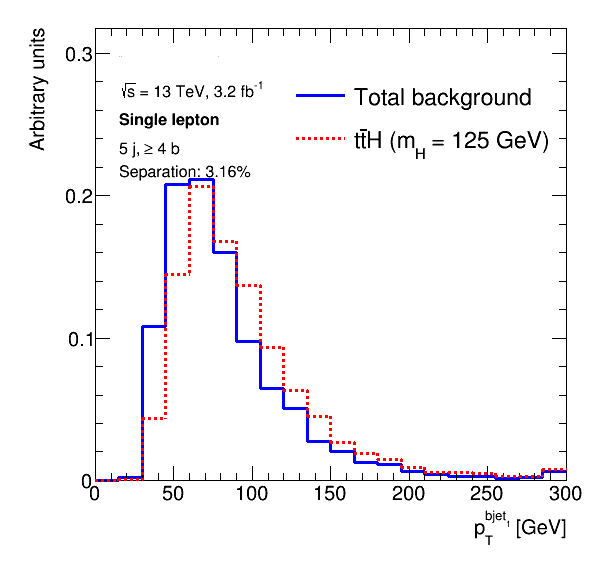 Arbitrary units
0.3
0.2
0.1
0
√s = 13 TeV, 3.2 fb⁻¹
Single lepton
5 j, ≥ 4 b
Separation: 3.16%
Total background
tt̄H (m_H = 125 GeV)
0 50 100 150 200 250 300
p_T^{bjet_1} [GeV]